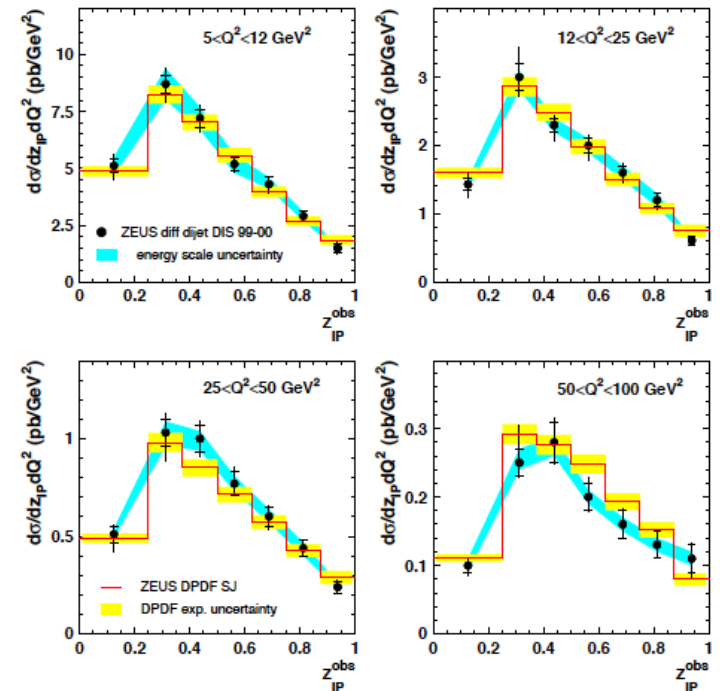 5<Q²<12 GeV²
dσ/dz_IP dQ² (pb/GeV²)
10
7.5
5
2.5
0
ZEUS diff dijet DIS 99-00
energy scale uncertainty
0 0.2 0.4 0.6 0.8 1
z_IP^obs
12<Q²<25 GeV²
dσ/dz_IP dQ² (pb/GeV²)
3
2
1
0
0 0.2 0.4 0.6 0.8 1
z_IP^obs
25<Q²<50 GeV²
dσ/dz_IP dQ² (pb/GeV²)
1
0.5
0
ZEUS DPDF SJ
DPDF exp. uncertainty
0 0.2 0.4 0.6 0.8 1
z_IP^obs
50<Q²<100 GeV²
dσ/dz_IP dQ² (pb/GeV²)
0.3
0.2
0.1
0
0 0.2 0.4 0.6 0.8 1
z_IP^obs